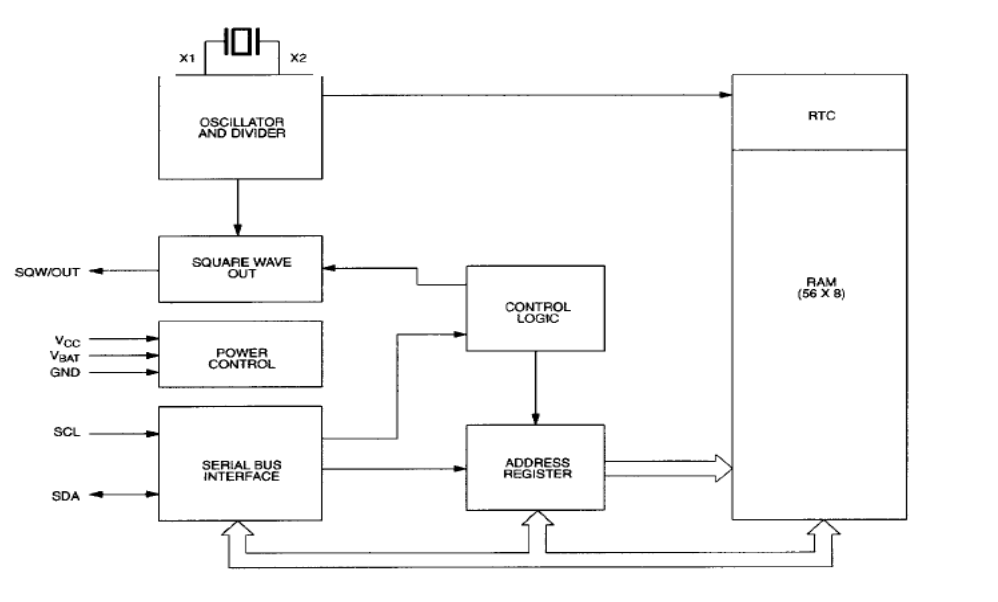 X1
X2
OSCILLATOR
AND DIVIDER
RTC
SQUARE WAVE
OUT
SQW/OUT
RAM
(56 X 8)
CONTROL
LOGIC
VCC
VBAT
GND
POWER
CONTROL
SCL
SERIAL BUS
INTERFACE
ADDRESS
REGISTER
SDA